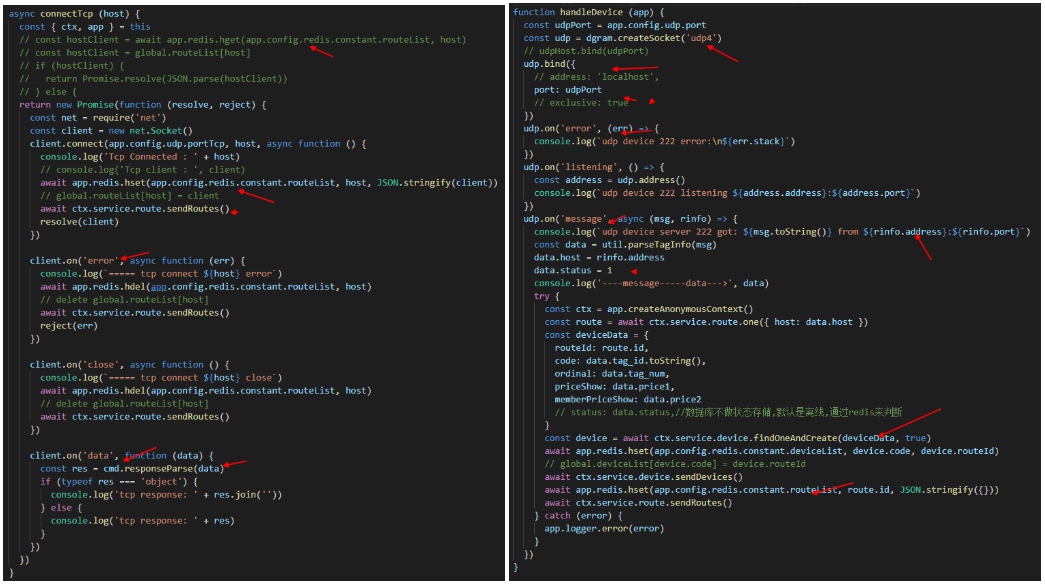 async connectTcp (host) {
  const { ctx, app } = this
  // const hostClient = await app.redis.hget(app.config.redis.constant.routeList, host)
  // const hostClient = global.routeList[host]
  // if (hostClient) {
  //   return Promise.resolve(JSON.parse(hostClient))
  // } else {
  return new Promise(function (resolve, reject) {
    const net = require('net')
    const client = new net.Socket()
    client.connect(app.config.udp.portTcp, host, async function () {
      console.log('Tcp Connected : ' + host)
      // console.log('Tcp client : ', client)
      await app.redis.hset(app.config.redis.constant.routeList, host, JSON.stringify(client))
      // global.routeList[host] = client
      await ctx.service.route.sendRoutes()
      resolve(client)
    })
    client.on('error', async function (err) {
      console.log(`===== tcp connect ${host} error`)
      await app.redis.hdel(app.config.redis.constant.routeList, host)
      // delete global.routeList[host]
      await ctx.service.route.sendRoutes()
      reject(err)
    })
    client.on('close', async function () {
      console.log(`===== tcp connect ${host} close`)
      await app.redis.hdel(app.config.redis.constant.routeList, host)
      // delete global.routeList[host]
      await ctx.service.route.sendRoutes()
    })
    client.on('data', function (data) {
      const res = cmd.responseParse(data)
      if (typeof res === 'object') {
        console.log('tcp response: ' + res.join(''))
      } else {
        console.log('tcp response: ' + res)
      }
    })
  })
}
function handleDevice (app) {
  const udpPort = app.config.udp.port
  const udp = dgram.createSocket('udp4')
  // udpHost.bind(udpPort)
  udp.bind({
    // address: 'localhost',
    port: udpPort
    // exclusive: true
  })
  udp.on('error', (err) => {
    console.log(`udp device 222 error:\n${err.stack}`)
  })
  udp.on('listening', () => {
    const address = udp.address()
    console.log(`udp device 222 listening ${address.address}:${address.port}`)
  })
  udp.on('message', async (msg, rinfo) => {
    console.log(`udp device server 222 got: ${msg.toString()} from ${rinfo.address}:${rinfo.port}`)
    const data = util.parseTagInfo(msg)
    data.host = rinfo.address
    data.status = 1
    console.log('----message-----data--->', data)
    try {
      const ctx = app.createAnonymousContext()
      const route = await ctx.service.route.one({ host: data.host })
      const deviceData = {
        routeId: route.id,
        code: data.tag_id.toString(),
        ordinal: data.tag_num,
        priceShow: data.price1,
        memberPriceShow: data.price2
        // status: data.status,//数据库不做状态存储,默认是离线,通过redis来判断
      }
      const device = await ctx.service.device.findOneAndCreate(deviceData, true)
      await app.redis.hset(app.config.redis.constant.deviceList, device.code, device.routeId)
      // global.deviceList[device.code] = device.routeId
      await ctx.service.device.sendDevices()
      await app.redis.hset(app.config.redis.constant.routeList, route.id, JSON.stringify({}))
      await ctx.service.route.sendRoutes()
    } catch (error) {
      app.logger.error(error)
    }
  })
}